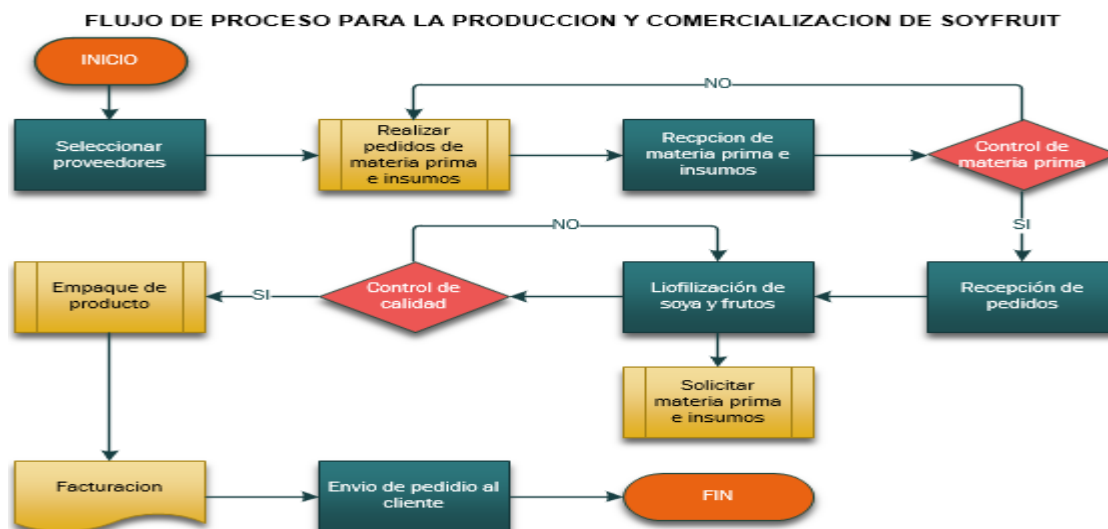 FLUJO DE PROCESO PARA LA PRODUCCION Y COMERCIALIZACION DE SOYFRUIT
INICIO
NO
Seleccionar
proveedores
Realizar
pedidos de
materia prima
e insumos
Recpcion de
materia prima e
insumos
Control de
materia prima
SI
NO
Empaque de
producto
SI
Control de
calidad
Liofilización de
soya y frutos
Recepción de
pedidos
Solicitar
materia prima
e insumos
Facturacion
Envio de pedidio al
cliente
FIN